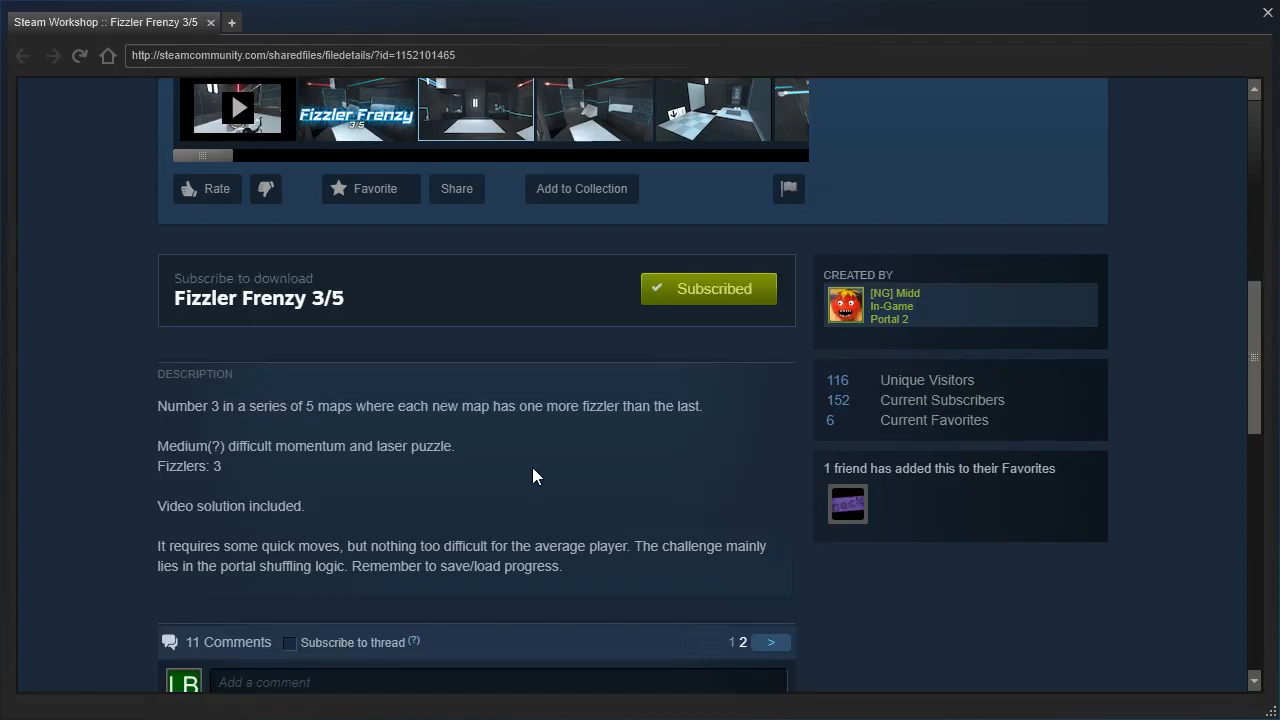 Steam Workshop :: Fizzler Frenzy 3/5
http://steamcommunity.com/sharedfiles/filedetails/?id=1152101465
Fizzler Frenzy
3/5
Rate
Favorite
Share
Add to Collection
Subscribe to download
Fizzler Frenzy 3/5
Subscribed
CREATED BY
[NG] Midd
In-Game
Portal 2
116 Unique Visitors
152 Current Subscribers
6 Current Favorites
1 friend has added this to their Favorites
rock
DESCRIPTION
Number 3 in a series of 5 maps where each new map has one more fizzler than the last.
Medium(?) difficult momentum and laser puzzle.
Fizzlers: 3
Video solution included.
It requires some quick moves, but nothing too difficult for the average player. The challenge mainly
lies in the portal shuffling logic. Remember to save/load progress.
11 Comments Subscribe to thread (?) 1 2 >
LB
Add a comment